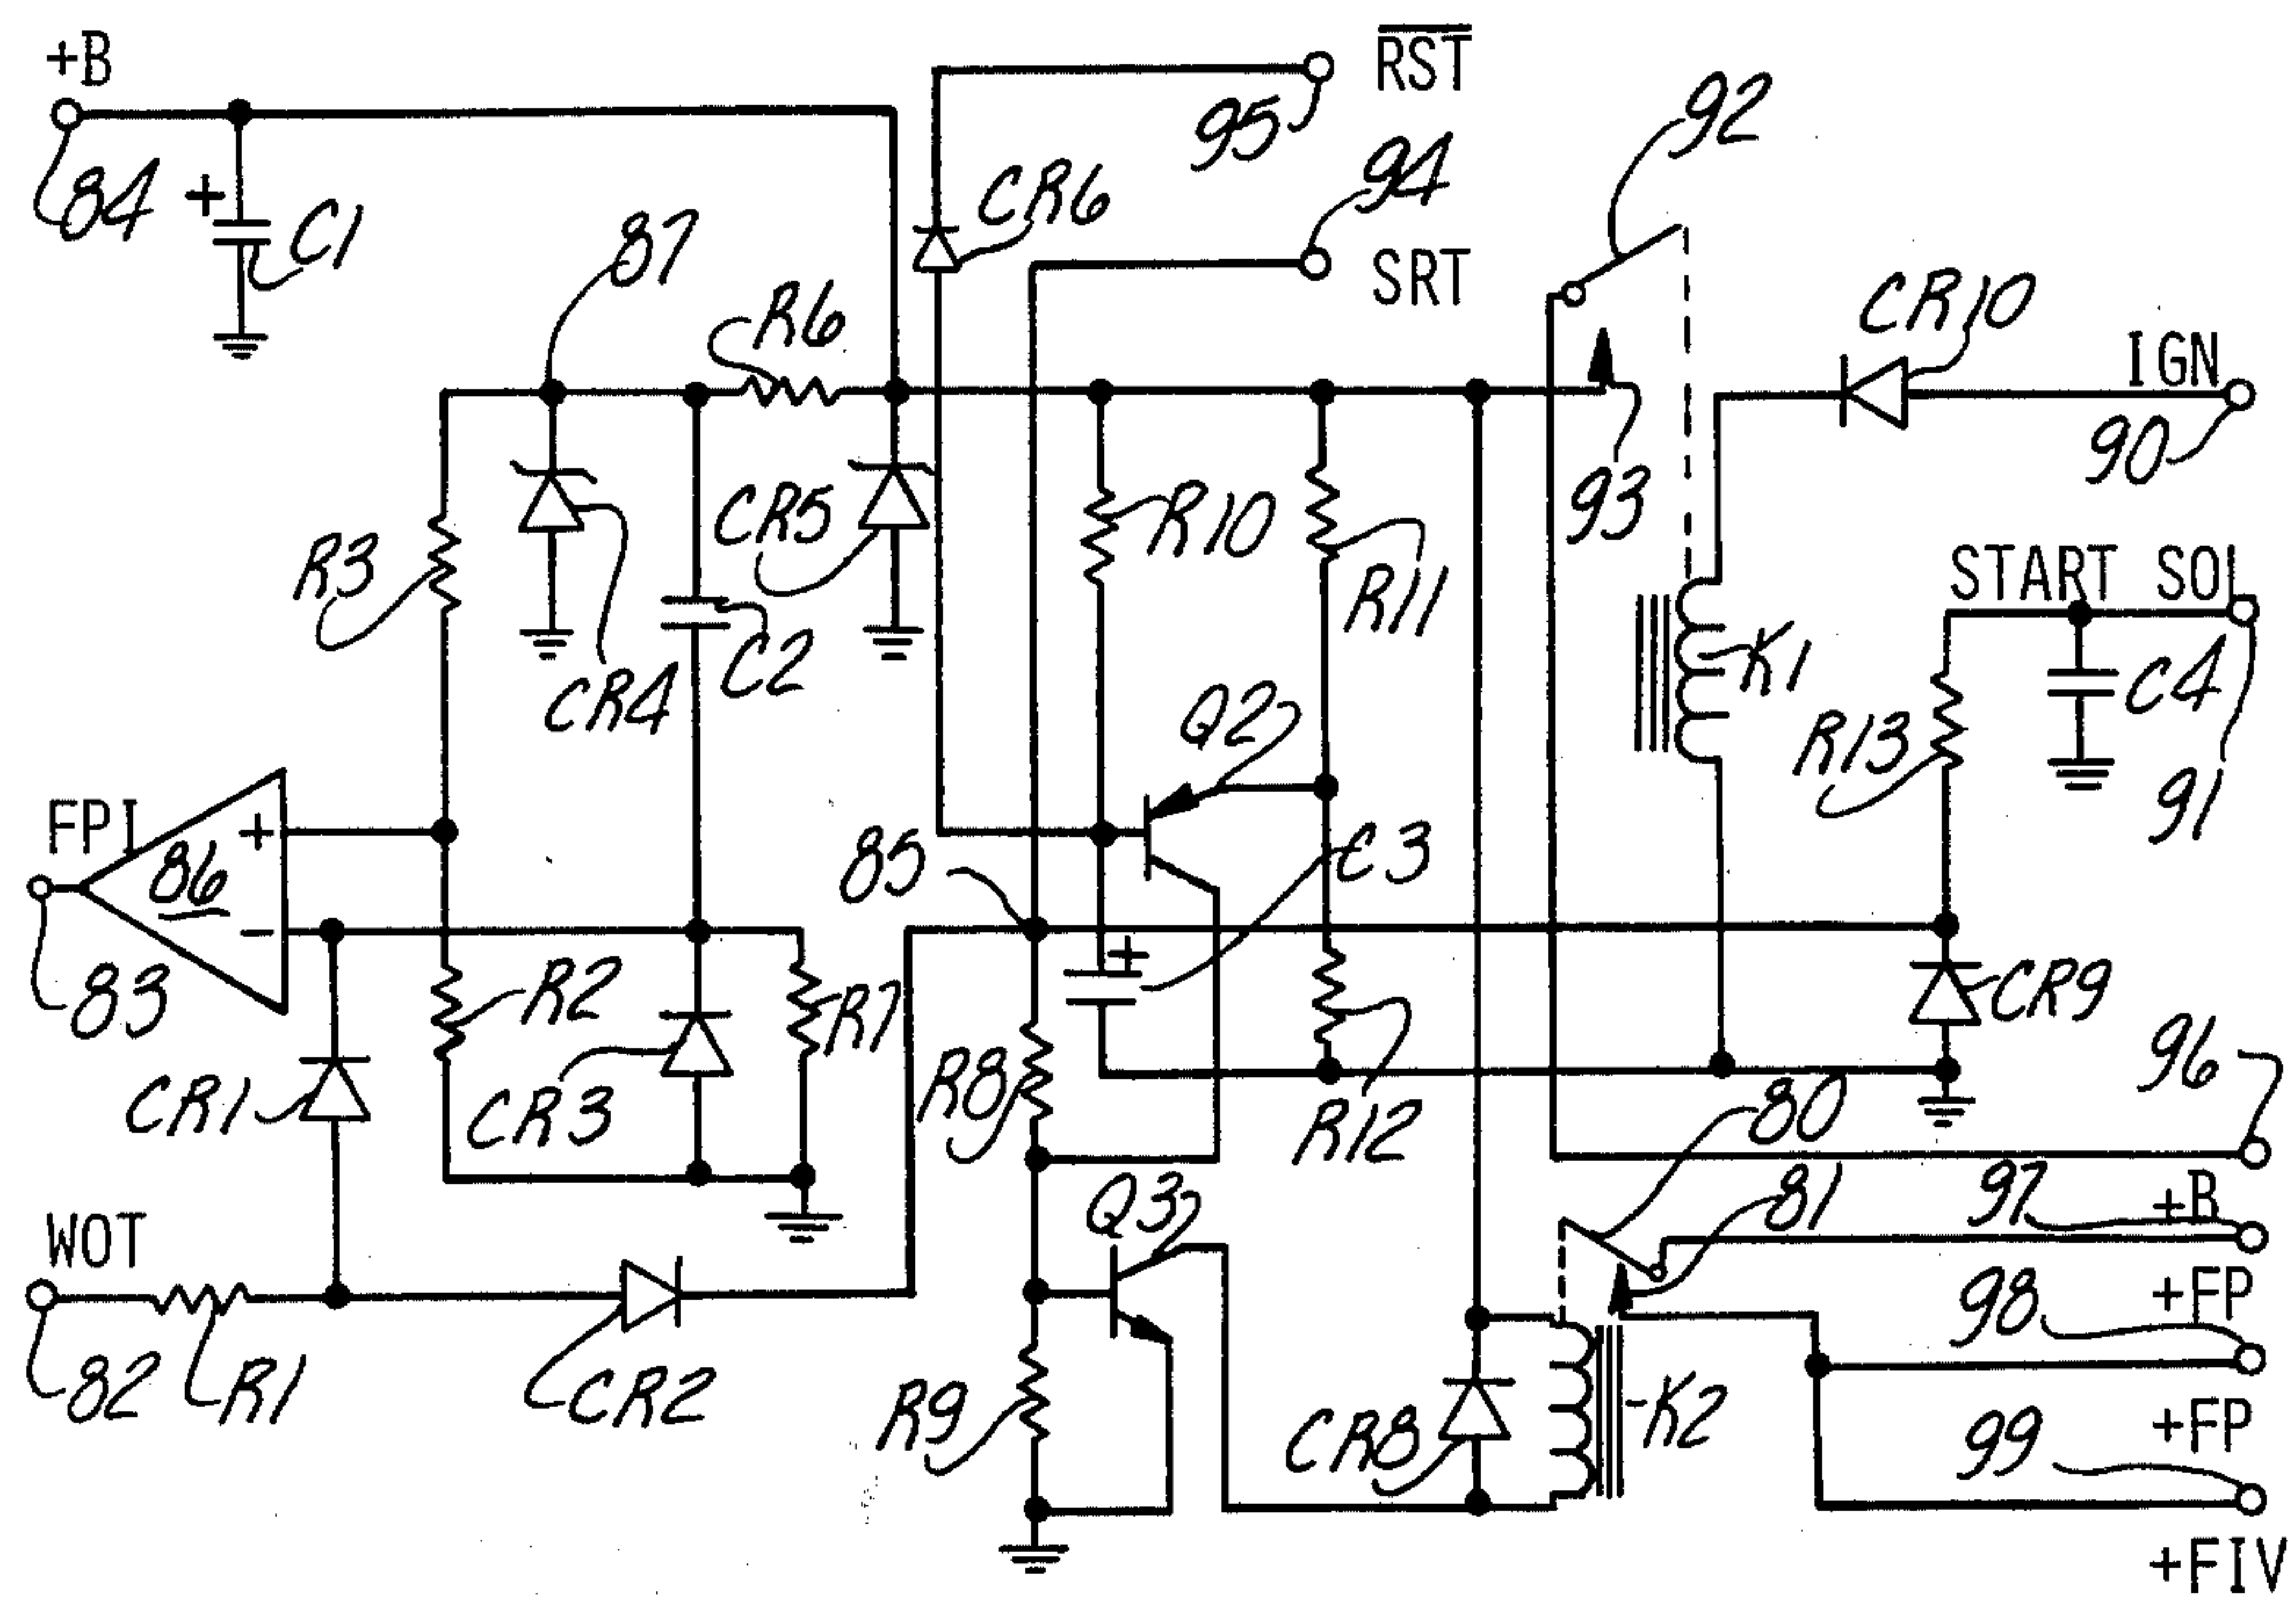 +B
RST
95
92
84
+
C1
CR6
94
SRT
87
R6
CR10
IGN
90
93
R3
CR5
R10
R11
START SOL
CR4
C2
Q2
K1
R13
C4
91
FPI
86
+
-
83
85
C3
+
R2
R7
CR9
96
CR1
CR3
R8
R12
80
81
97
+B
WOT
82
R1
CR2
Q3
98
+FP
R9
CR8
K2
99
+FP
+FIV